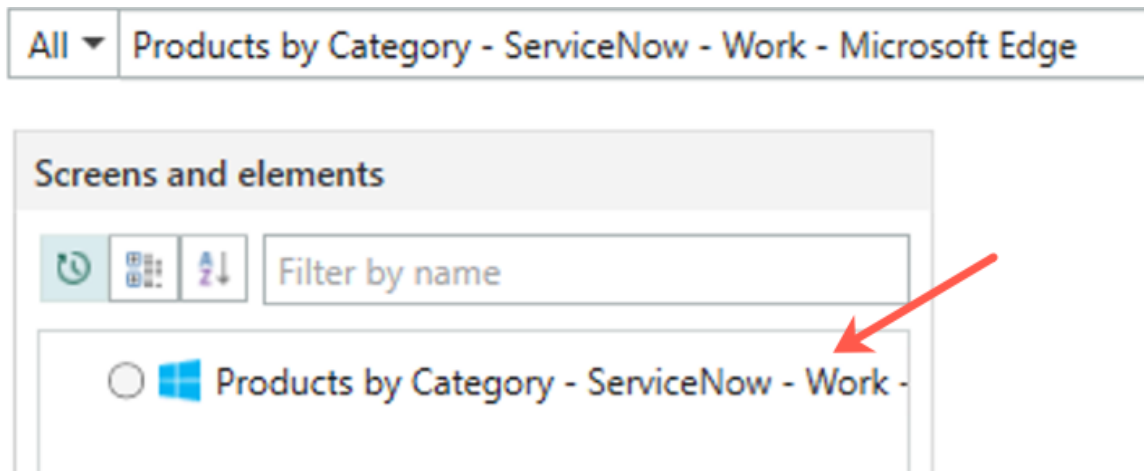 All Products by Category - ServiceNow - Work - Microsoft Edge
Screens and elements
Filter by name
Products by Category - ServiceNow - Work -